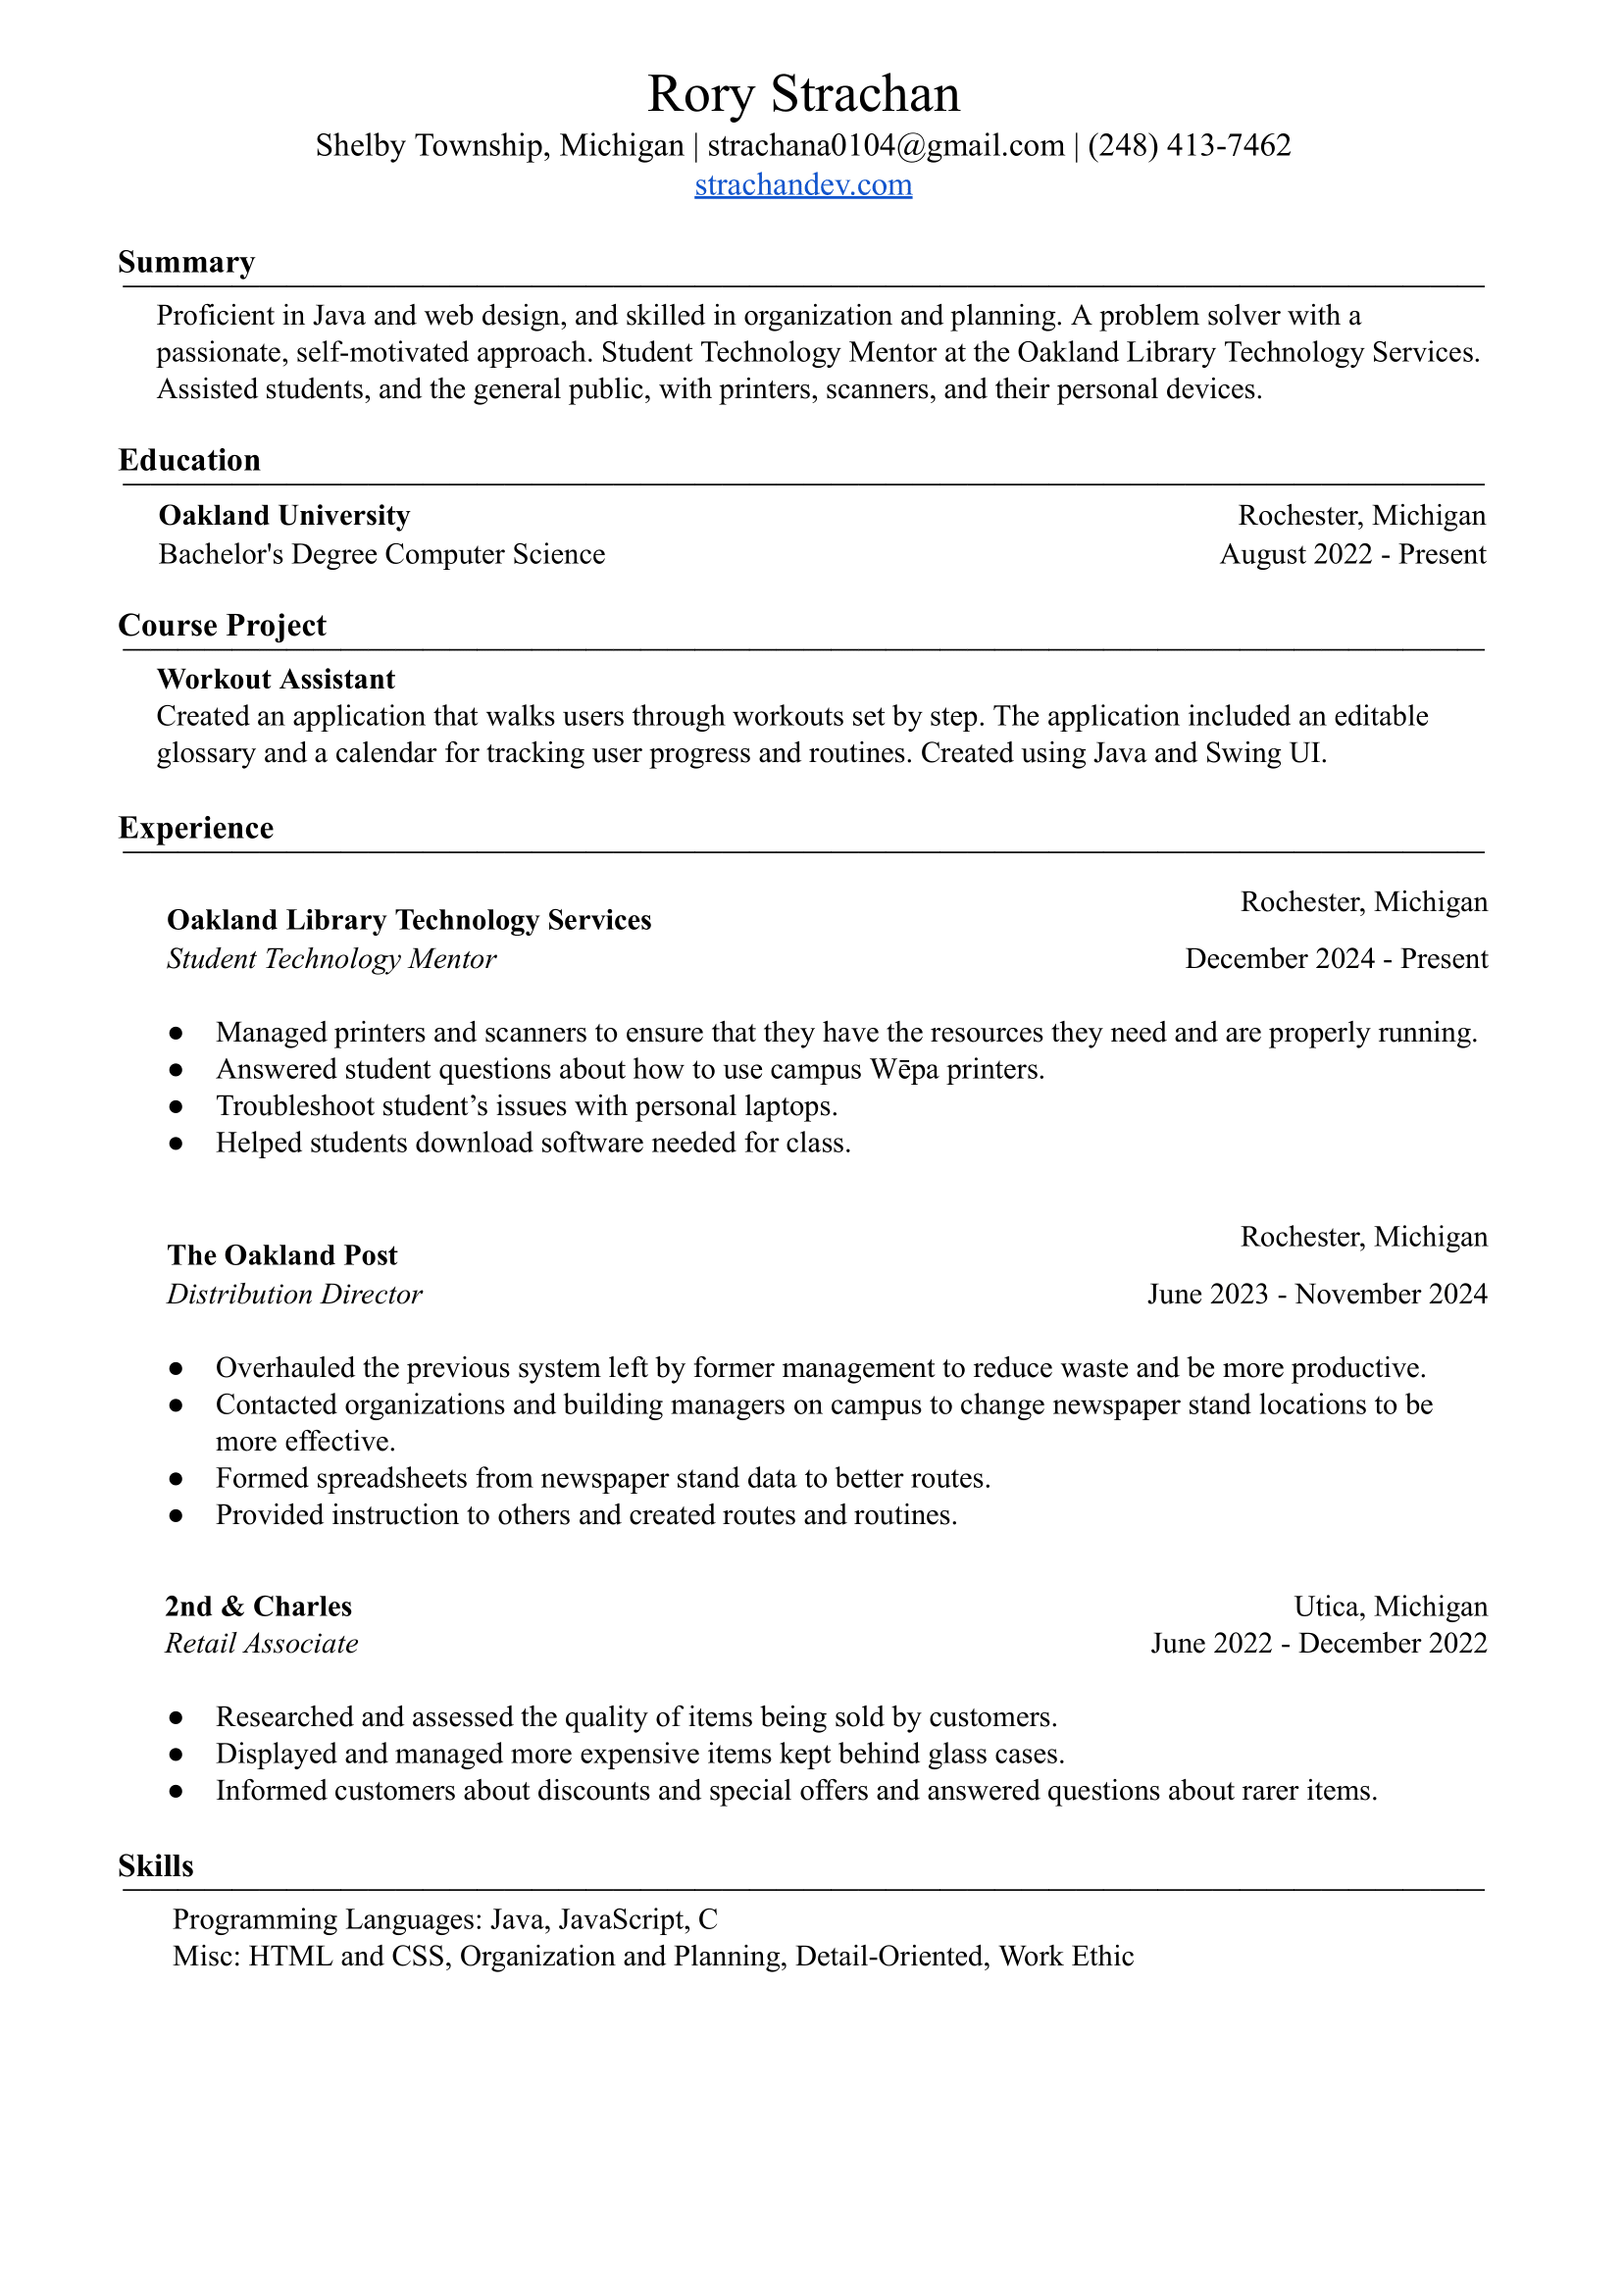 Rory Strachan
Shelby Township, Michigan | strachana0104@gmail.com | (248) 413-7462
strachandev.com
Summary
Proficient in Java and web design, and skilled in organization and planning. A problem solver with a
passionate, self-motivated approach. Student Technology Mentor at the Oakland Library Technology Services.
Assisted students, and the general public, with printers, scanners, and their personal devices.
Education
Oakland University Rochester, Michigan
Bachelor's Degree Computer Science August 2022 - Present
Course Project
Workout Assistant
Created an application that walks users through workouts set by step. The application included an editable
glossary and a calendar for tracking user progress and routines. Created using Java and Swing UI.
Experience
Oakland Library Technology Services Rochester, Michigan
Student Technology Mentor December 2024 - Present
● Managed printers and scanners to ensure that they have the resources they need and are properly running.
● Answered student questions about how to use campus Wēpa printers.
● Troubleshoot student’s issues with personal laptops.
● Helped students download software needed for class.
The Oakland Post Rochester, Michigan
Distribution Director June 2023 - November 2024
● Overhauled the previous system left by former management to reduce waste and be more productive.
● Contacted organizations and building managers on campus to change newspaper stand locations to be
more effective.
● Formed spreadsheets from newspaper stand data to better routes.
● Provided instruction to others and created routes and routines.
2nd & Charles Utica, Michigan
Retail Associate June 2022 - December 2022
● Researched and assessed the quality of items being sold by customers.
● Displayed and managed more expensive items kept behind glass cases.
● Informed customers about discounts and special offers and answered questions about rarer items.
Skills
Programming Languages: Java, JavaScript, C
Misc: HTML and CSS, Organization and Planning, Detail-Oriented, Work Ethic